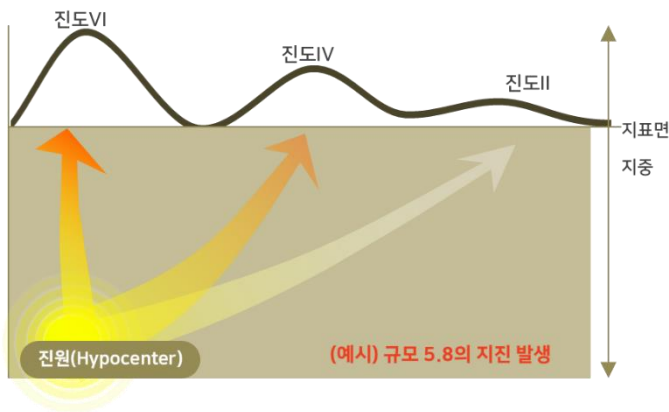 진도VI
진도IV
진도II
지표면
지중
진원(Hypocenter)
(예시) 규모 5.8의 지진 발생